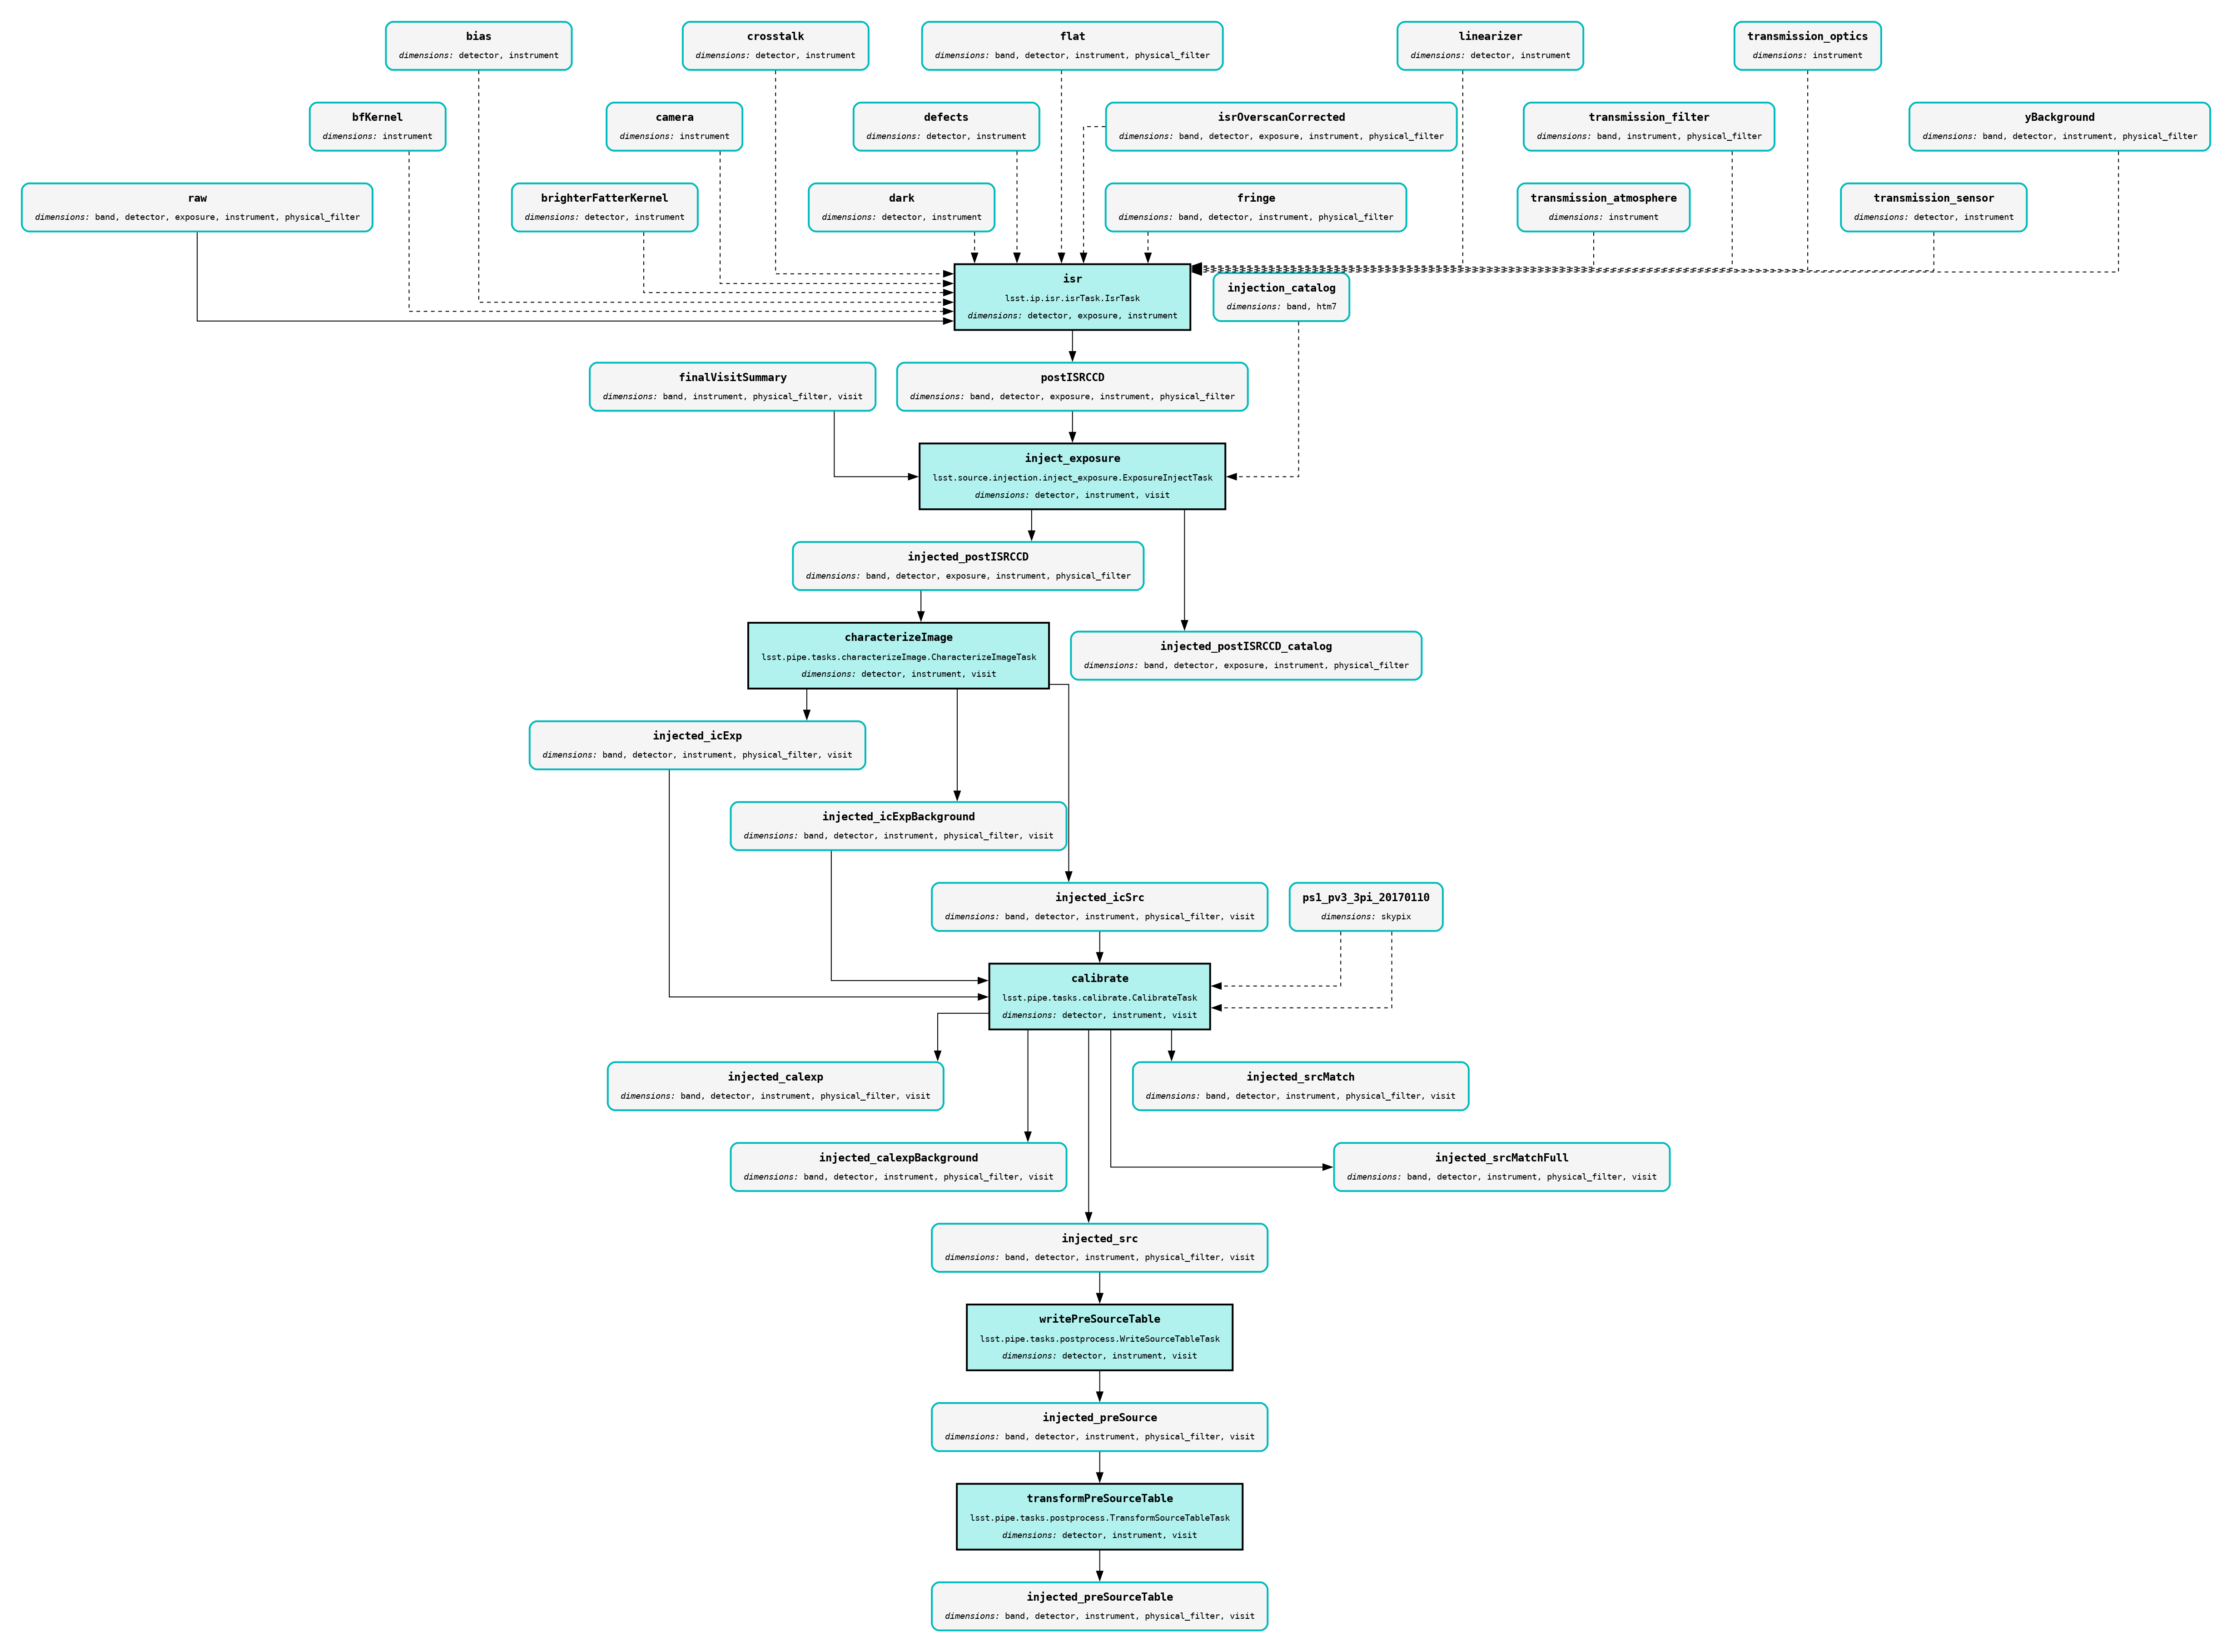 bias
dimensions: detector, instrument
crosstalk
dimensions: detector, instrument
flat
dimensions: band, detector, instrument, physical_filter
linearizer
dimensions: detector, instrument
transmission_optics
dimensions: instrument
bfKernel
dimensions: instrument
camera
dimensions: instrument
defects
dimensions: detector, instrument
isrOverscanCorrected
dimensions: band, detector, exposure, instrument, physical_filter
transmission_filter
dimensions: band, instrument, physical_filter
yBackground
dimensions: band, detector, instrument, physical_filter
raw
dimensions: band, detector, exposure, instrument, physical_filter
brighterFatterKernel
dimensions: detector, instrument
dark
dimensions: detector, instrument
fringe
dimensions: band, detector, instrument, physical_filter
transmission_atmosphere
dimensions: instrument
transmission_sensor
dimensions: detector, instrument
isr
lsst.ip.isr.isrTask.IsrTask
dimensions: detector, exposure, instrument
injection_catalog
dimensions: band, htm7
finalVisitSummary
dimensions: band, instrument, physical_filter, visit
postISRCCD
dimensions: band, detector, exposure, instrument, physical_filter
inject_exposure
lsst.source.injection.inject_exposure.ExposureInjectTask
dimensions: detector, instrument, visit
injected_postISRCCD
dimensions: band, detector, exposure, instrument, physical_filter
characterizeImage
lsst.pipe.tasks.characterizeImage.CharacterizeImageTask
dimensions: detector, instrument, visit
injected_postISRCCD_catalog
dimensions: band, detector, exposure, instrument, physical_filter
injected_icExp
dimensions: band, detector, instrument, physical_filter, visit
injected_icExpBackground
dimensions: band, detector, instrument, physical_filter, visit
injected_icSrc
dimensions: band, detector, instrument, physical_filter, visit
ps1_pv3_3pi_20170110
dimensions: skypix
calibrate
lsst.pipe.tasks.calibrate.CalibrateTask
dimensions: detector, instrument, visit
injected_calexp
dimensions: band, detector, instrument, physical_filter, visit
injected_srcMatch
dimensions: band, detector, instrument, physical_filter, visit
injected_calexpBackground
dimensions: band, detector, instrument, physical_filter, visit
injected_srcMatchFull
dimensions: band, detector, instrument, physical_filter, visit
injected_src
dimensions: band, detector, instrument, physical_filter, visit
writePreSourceTable
lsst.pipe.tasks.postprocess.WriteSourceTableTask
dimensions: detector, instrument, visit
injected_preSource
dimensions: band, detector, instrument, physical_filter, visit
transformPreSourceTable
lsst.pipe.tasks.postprocess.TransformSourceTableTask
dimensions: detector, instrument, visit
injected_preSourceTable
dimensions: band, detector, instrument, physical_filter, visit